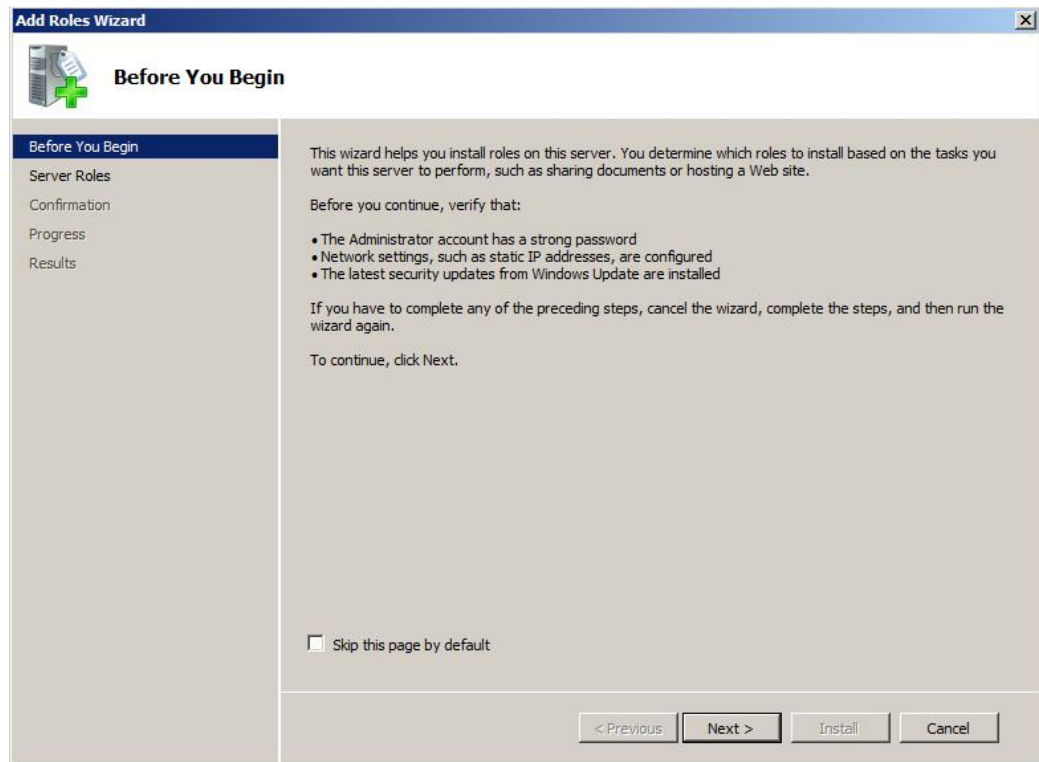 Add Roles Wizard
Before You Begin
Before You Begin
Server Roles
Confirmation
Progress
Results
This wizard helps you install roles on this server. You determine which roles to install based on the tasks you
want this server to perform, such as sharing documents or hosting a Web site.
Before you continue, verify that:
• The Administrator account has a strong password
• Network settings, such as static IP addresses, are configured
• The latest security updates from Windows Update are installed
If you have to complete any of the preceding steps, cancel the wizard, complete the steps, and then run the
wizard again.
To continue, click Next.
Skip this page by default
< Previous
Next >
Install
Cancel